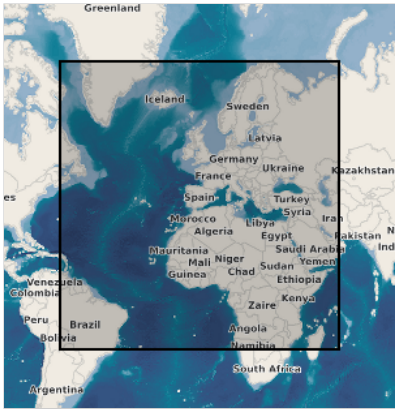 Greenland
Iceland
Sweden
Latvia
Germany
Ukraine
Kazakhstan
France
Spain
Turkey
Syria
es
Morocco
Libya
Iran
Algeria
Egypt
Pakistan
Mauritania
Saudi Arabia
Ind
Mali
Niger
Yemen
Guinea
Chad
Sudan
Venezuela
Ethiopia
Colombia
Kenya
Zaire
Peru
Brazil
Angola
Bolivia
Namibia
South Africa
Argentina